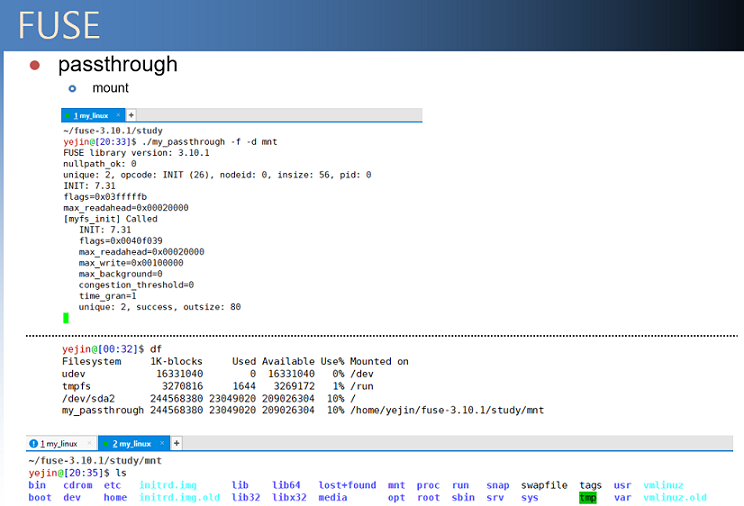 FUSE
passthrough
mount
1 my_linux × +
~/fuse-3.10.1/study
yejin@[20:33]$ ./my_passthrough -f -d mnt
FUSE library version: 3.10.1
nullpath_ok: 0
unique: 2, opcode: INIT (26), nodeid: 0, insize: 56, pid: 0
INIT: 7.31
flags=0x03fffffb
max_readahead=0x00020000
[myfs_init] Called
INIT: 7.31
flags=0x0040f039
max_readahead=0x00020000
max_write=0x00100000
max_background=0
congestion_threshold=0
time_gran=1
unique: 2, success, outsize: 80
yejin@[00:32]$ df
Filesystem 1K-blocks Used Available Use% Mounted on
udev 16331040 0 16331040 0% /dev
tmpfs 3270816 1644 3269172 1% /run
/dev/sda2 244568380 23049020 209026304 10% /
my_passthrough 244568380 23049020 209026304 10% /home/yejin/fuse-3.10.1/study/mnt
1 my_linux × 2 my_linux × +
~/fuse-3.10.1/study/mnt
yejin@[20:35]$ ls
bin cdrom etc initrd.img lib lib64 lost+found mnt proc run snap swapfile tags usr vmlinuz
boot dev home initrd.img.old lib32 libx32 media opt root sbin srv sys tmp var vmlinuz.old